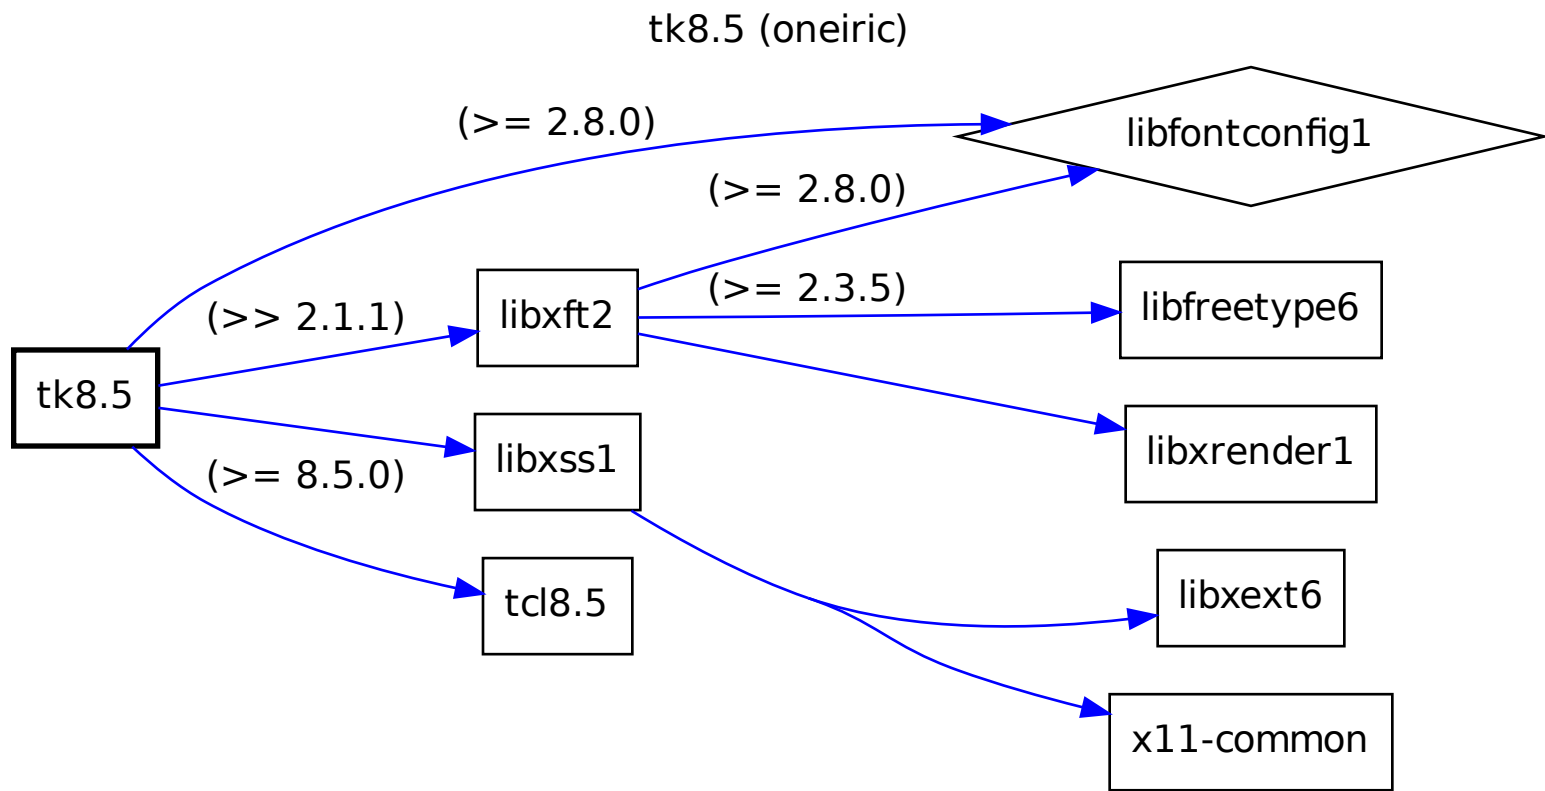 tk8.5 (oneiric)
(>= 2.8.0)
libfontconfig1
(>= 2.8.0)
(>= 2.3.5)
libfreetype6
(>> 2.1.1)
libxft2
tk8.5
libxrender1
libxss1
(>= 8.5.0)
tcl8.5
libxext6
x11-common